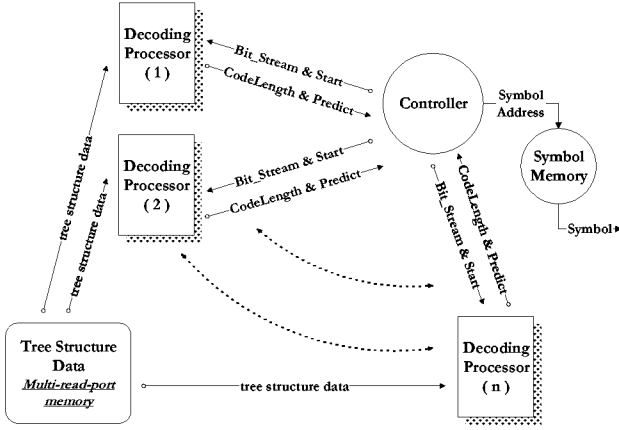 Decoding
Processor
( 1 )
Bit_Stream & Start
CodeLength & Predict
Controller
Symbol
Address
Symbol
Memory
Symbol
Decoding
Processor
( 2 )
Bit_Stream & Start
CodeLength & Predict
CodeLength & Predict
Bit_Stream & Start
tree structure data
tree structure data
Tree Structure
Data
Multi-read-port
memory
tree structure data
Decoding
Processor
( n )